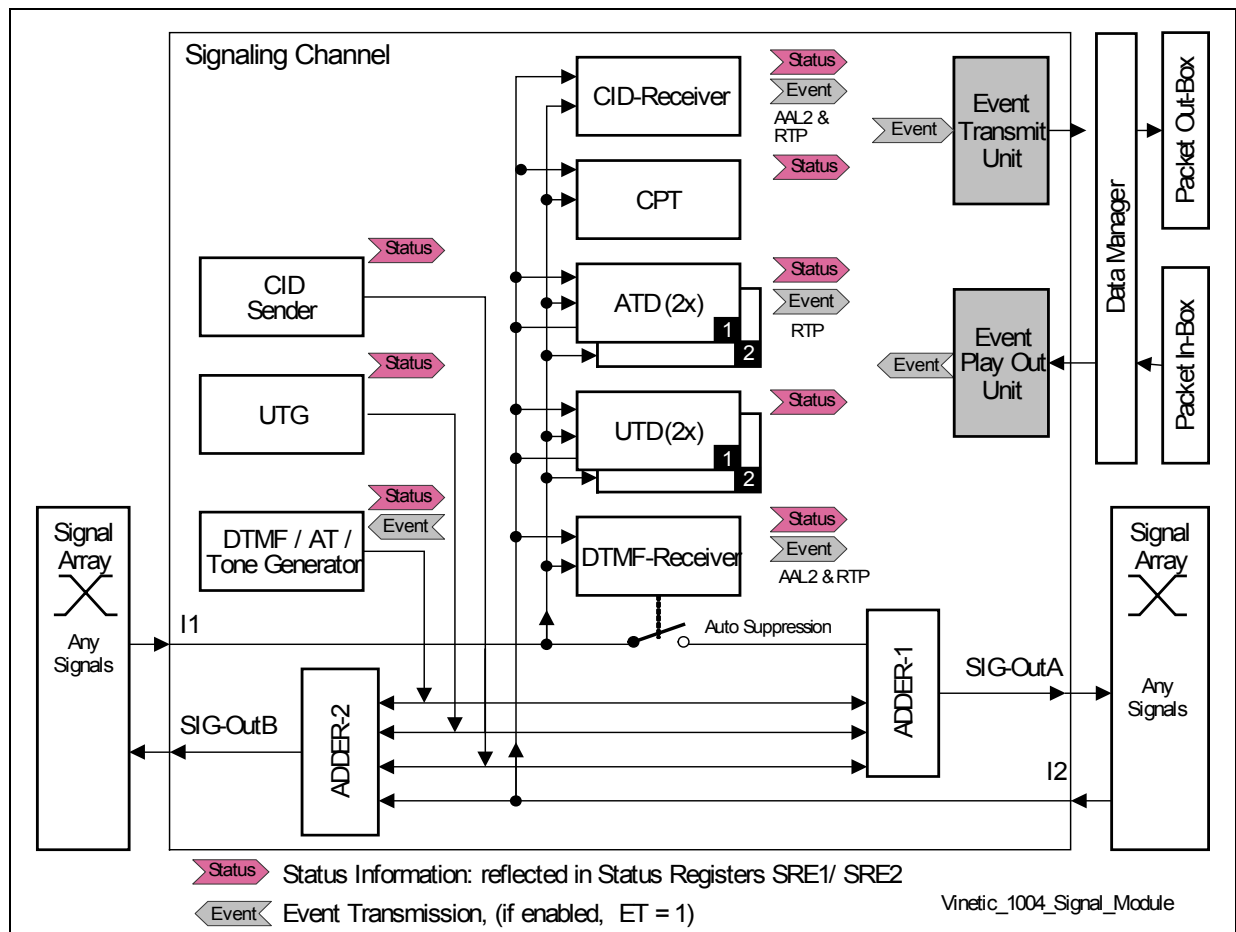 Signaling Channel
CID-Receiver
Status
Event
AAL2 &
RTP
Event
Event
Transmit
Unit
Data Manager
Packet Out-Box
CPT
Status
CID
Sender
Status
ATD (2x)
1
2
Status
Event
RTP
Event
Event
Play Out
Unit
Packet In-Box
UTG
Status
UTD (2x)
1
2
Status
DTMF / AT /
Tone Generator
Status
Event
DTMF-Receiver
Status
Event
AAL2 & RTP
Signal
Array
Any
Signals
I1
Auto Suppression
ADDER-1
SIG-OutA
Signal
Array
Any
Signals
SIG-OutB
ADDER-2
I2
Status
Status Information: reflected in Status Registers SRE1/ SRE2
Event
Event Transmission, (if enabled, ET = 1)
Vinetic_1004_Signal_Module